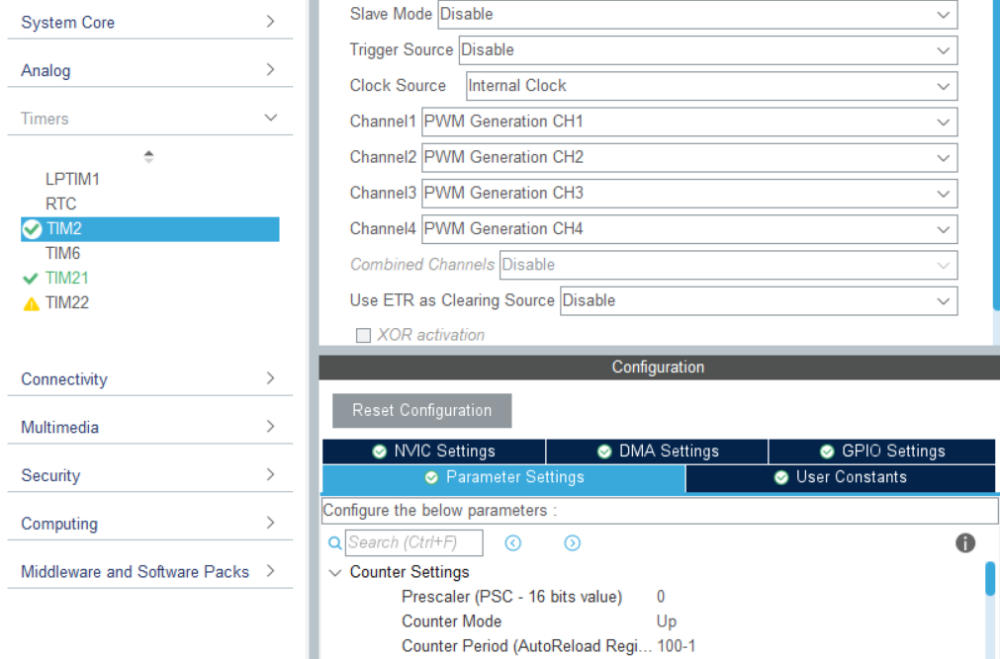 System Core
Analog
Timers
LPTIM1
RTC
TIM2
TIM6
TIM21
TIM22
Connectivity
Multimedia
Security
Computing
Middleware and Software Packs
Slave Mode Disable
Trigger Source Disable
Clock Source Internal Clock
Channel1 PWM Generation CH1
Channel2 PWM Generation CH2
Channel3 PWM Generation CH3
Channel4 PWM Generation CH4
Combined Channels Disable
Use ETR as Clearing Source Disable
XOR activation
Configuration
Reset Configuration
NVIC Settings DMA Settings GPIO Settings
Parameter Settings User Constants
Configure the below parameters :
Search (Ctrl+F)
Counter Settings
Prescaler (PSC - 16 bits value) 0
Counter Mode Up
Counter Period (AutoReload Regi... 100-1